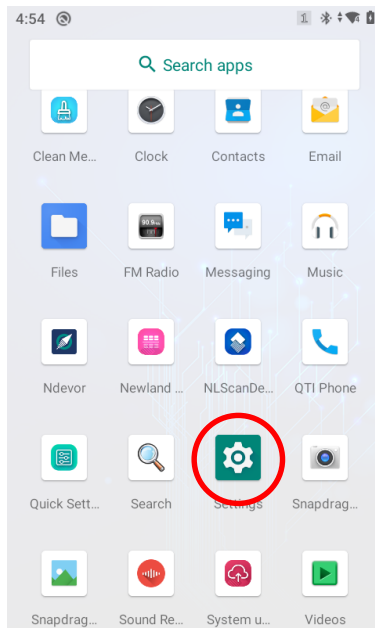 4:54
1
Search apps
Clean Me... Clock Contacts Email
Files FM Radio Messaging Music
Ndevor Newland ... NLScanDe... QTI Phone
Quick Sett... Search Settings Snapdrag...
Snapdrag... Sound Re... System u... Videos